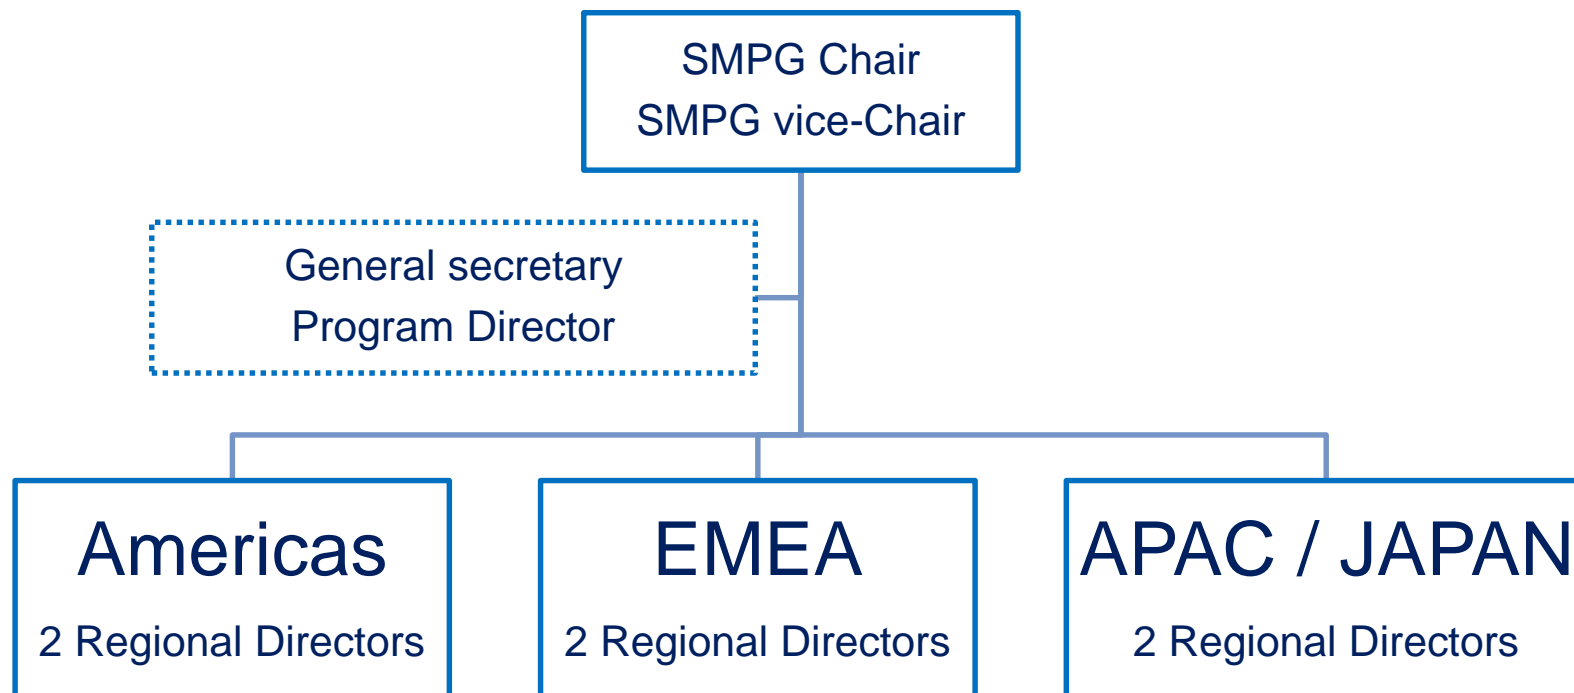 SMPG Chair
SMPG vice-Chair
General secretary
Program Director
Americas
2 Regional Directors
EMEA
2 Regional Directors
APAC / JAPAN
2 Regional Directors